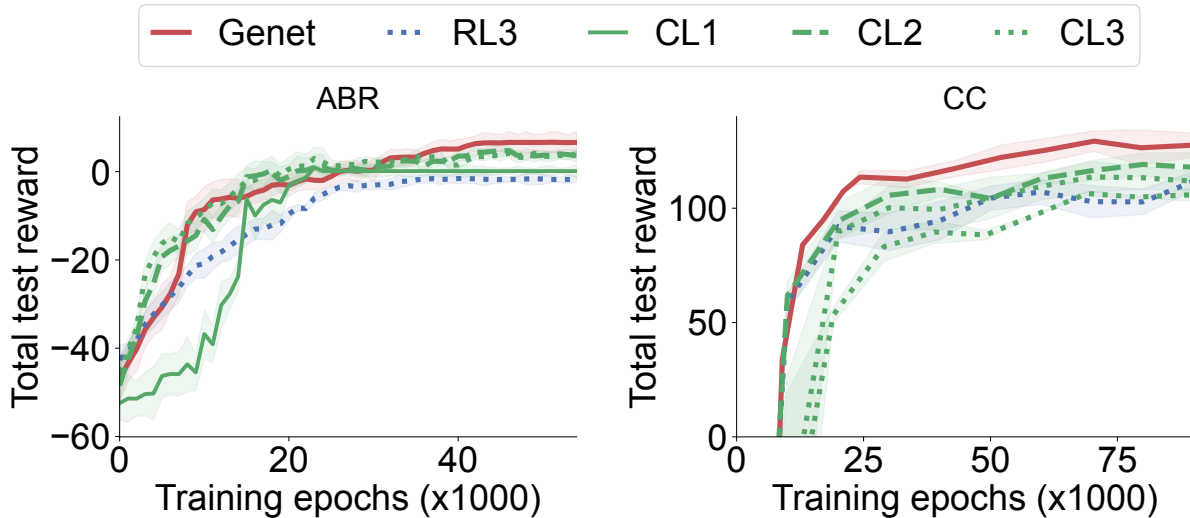 Genet RL3 CL1 CL2 CL3
ABR
Total test reward
0
−20
−40
−60
0 20 40
Training epochs (x1000)
CC
Total test reward
100
50
0
0 25 50 75
Training epochs (x1000)